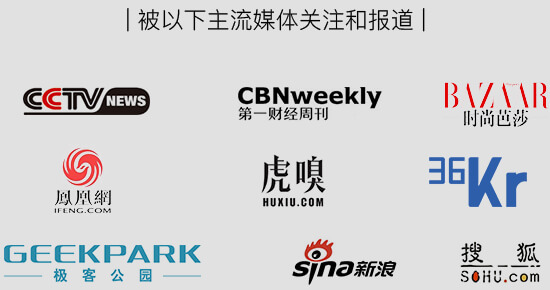 | 被以下主流媒体关注和报道 |
CCTV NEWS
CBNweekly
第一财经周刊
BAZAAR
时尚芭莎
鳳凰網
IFENG.COM
虎嗅
HUXIU.COM
36Kr
GEEKPARK
极客公园
sina新浪
搜狐
SOHU.com